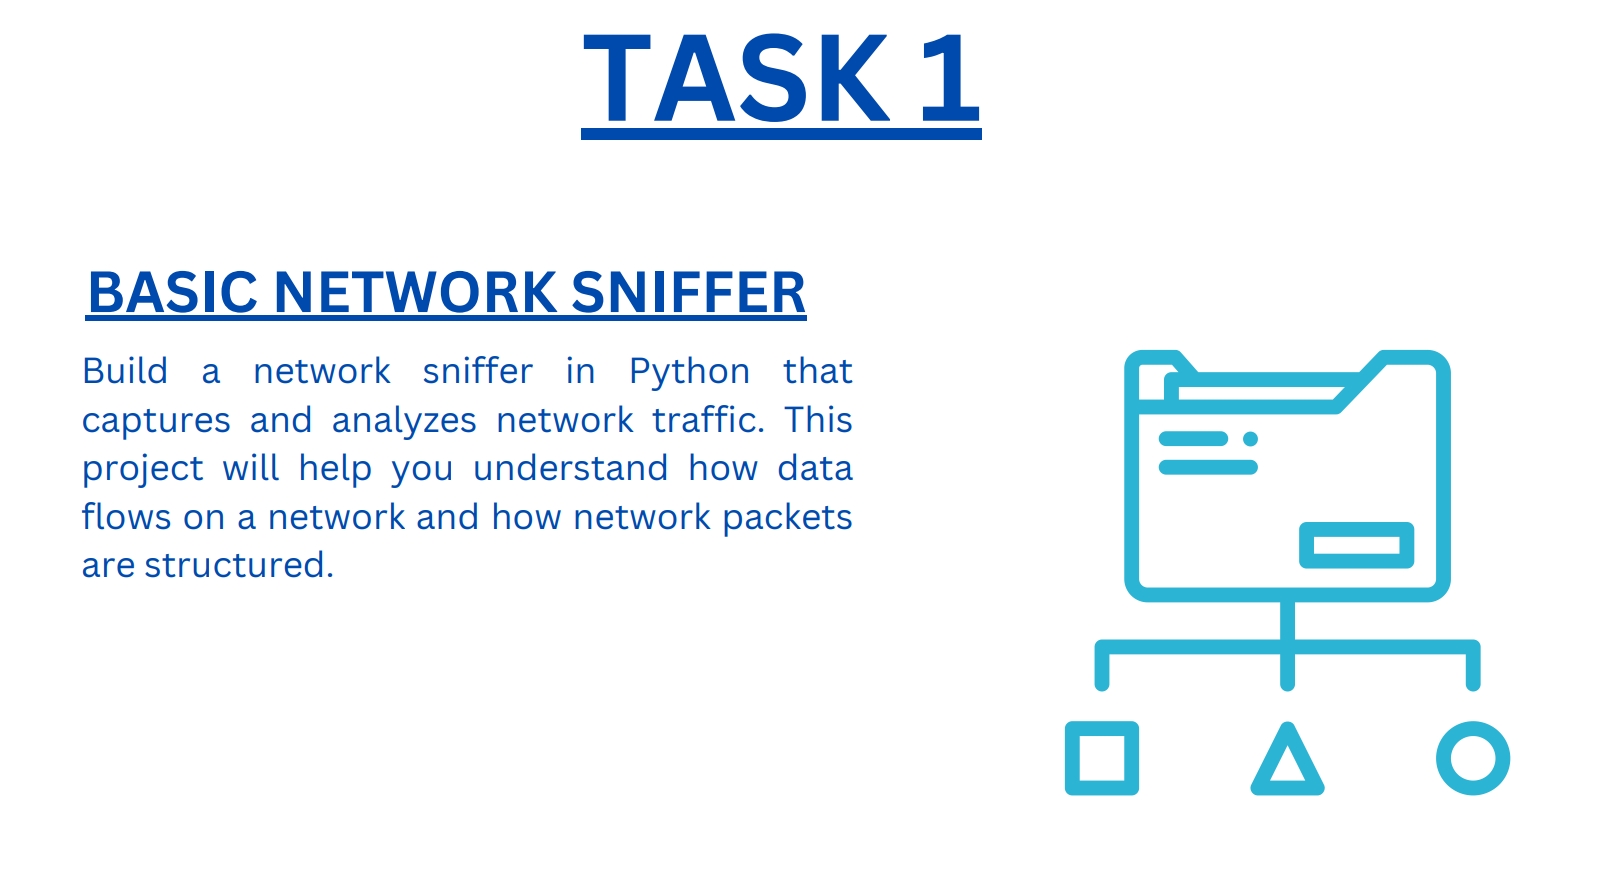 TASK 1
BASIC NETWORK SNIFFER
Build a network sniffer in Python that
captures and analyzes network traffic. This
project will help you understand how data
flows on a network and how network packets
are structured.